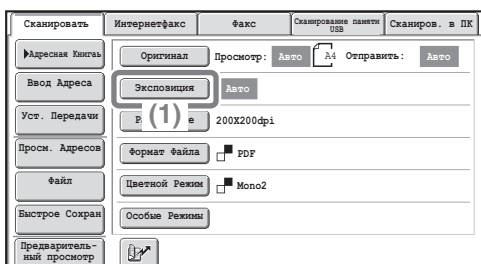 Сканировать Интернетфакс Факс Сканирование памяти USB Сканиров. в ПК
Адресная Книга
Оригинал Просмотр: Авто A4 Отправить: Авто
Ввод Адреса
Экспозиция Авто
Уст. Передачи
(1) 200X200dpi
Просм. Адресов
Формат Файла PDF
Файл
Цветной Режим Mono2
Быстрое Сохран
Особые Режимы
Предваритель-
ный просмотр